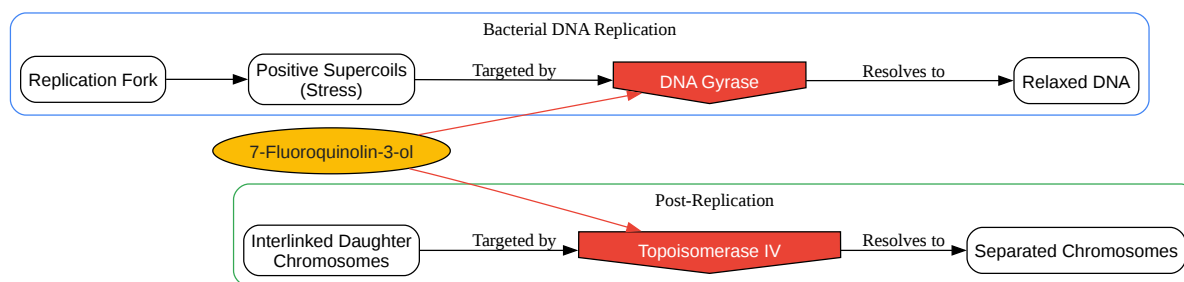 Bacterial DNA Replication
Replication Fork
Positive Supercoils
(Stress)
Targeted by
DNA Gyrase
Resolves to
Relaxed DNA
7-Fluoroquinolin-3-ol
Post-Replication
Interlinked Daughter
Chromosomes
Targeted by
Topoisomerase IV
Resolves to
Separated Chromosomes